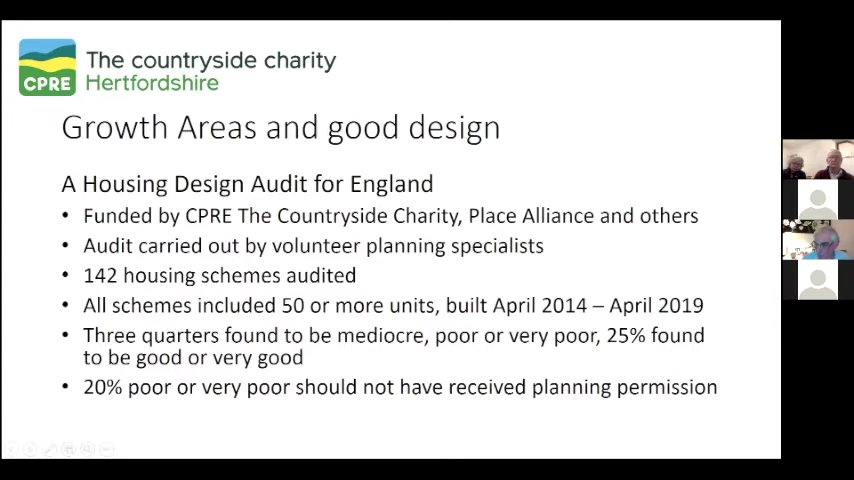 CPRE
The countryside charity
Hertfordshire
Growth Areas and good design
A Housing Design Audit for England
• Funded by CPRE The Countryside Charity, Place Alliance and others
• Audit carried out by volunteer planning specialists
• 142 housing schemes audited
• All schemes included 50 or more units, built April 2014 – April 2019
• Three quarters found to be mediocre, poor or very poor, 25% found
to be good or very good
• 20% poor or very poor should not have received planning permission